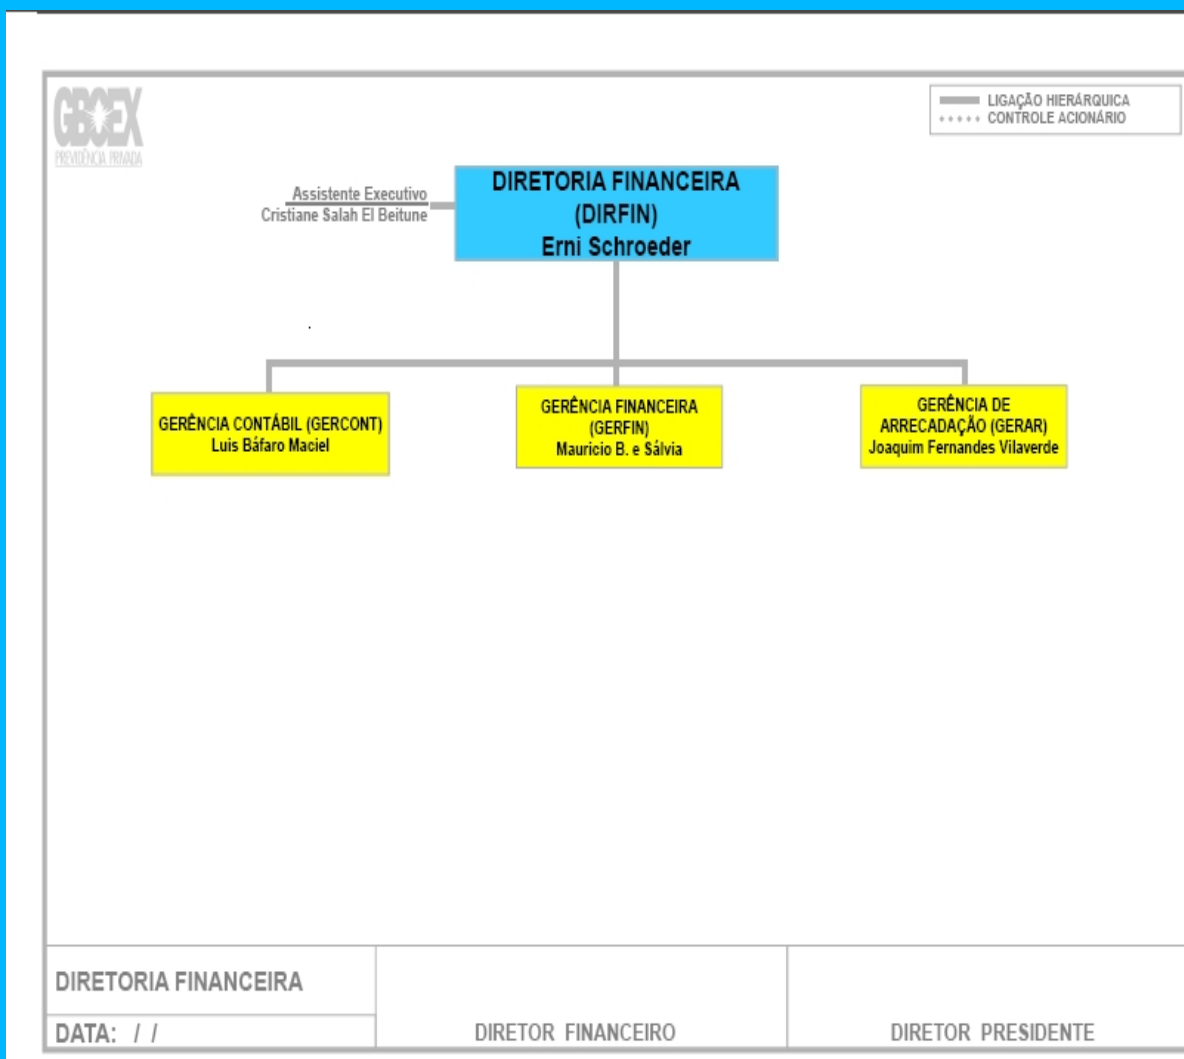 GBOEX
PREVIDÊNCIA PRIVADA
LIGAÇÃO HIERÁRQUICA
CONTROLE ACIONÁRIO
Assistente Executivo
Cristiane Salah El Beitune
DIRETORIA FINANCEIRA
(DIRFIN)
Erni Schroeder
GERÊNCIA CONTÁBIL (GERCONT)
Luis Báfaro Maciel
GERÊNCIA FINANCEIRA
(GERFIN)
Mauricio B. e Sálvia
GERÊNCIA DE
ARRECADAÇÃO (GERAR)
Joaquim Fernandes Vilaverde
DIRETORIA FINANCEIRA
DATA: / /
DIRETOR FINANCEIRO
DIRETOR PRESIDENTE